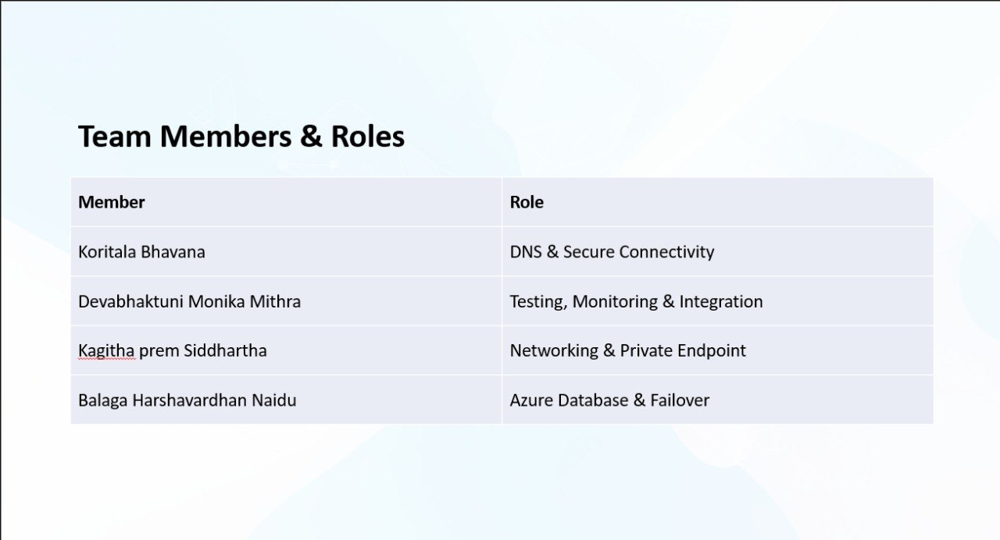 Team Members & Roles
Member Role
Koritala Bhavana DNS & Secure Connectivity
Devabhaktuni Monika Mithra Testing, Monitoring & Integration
Kagitha prem Siddhartha Networking & Private Endpoint
Balaga Harshavardhan Naidu Azure Database & Failover